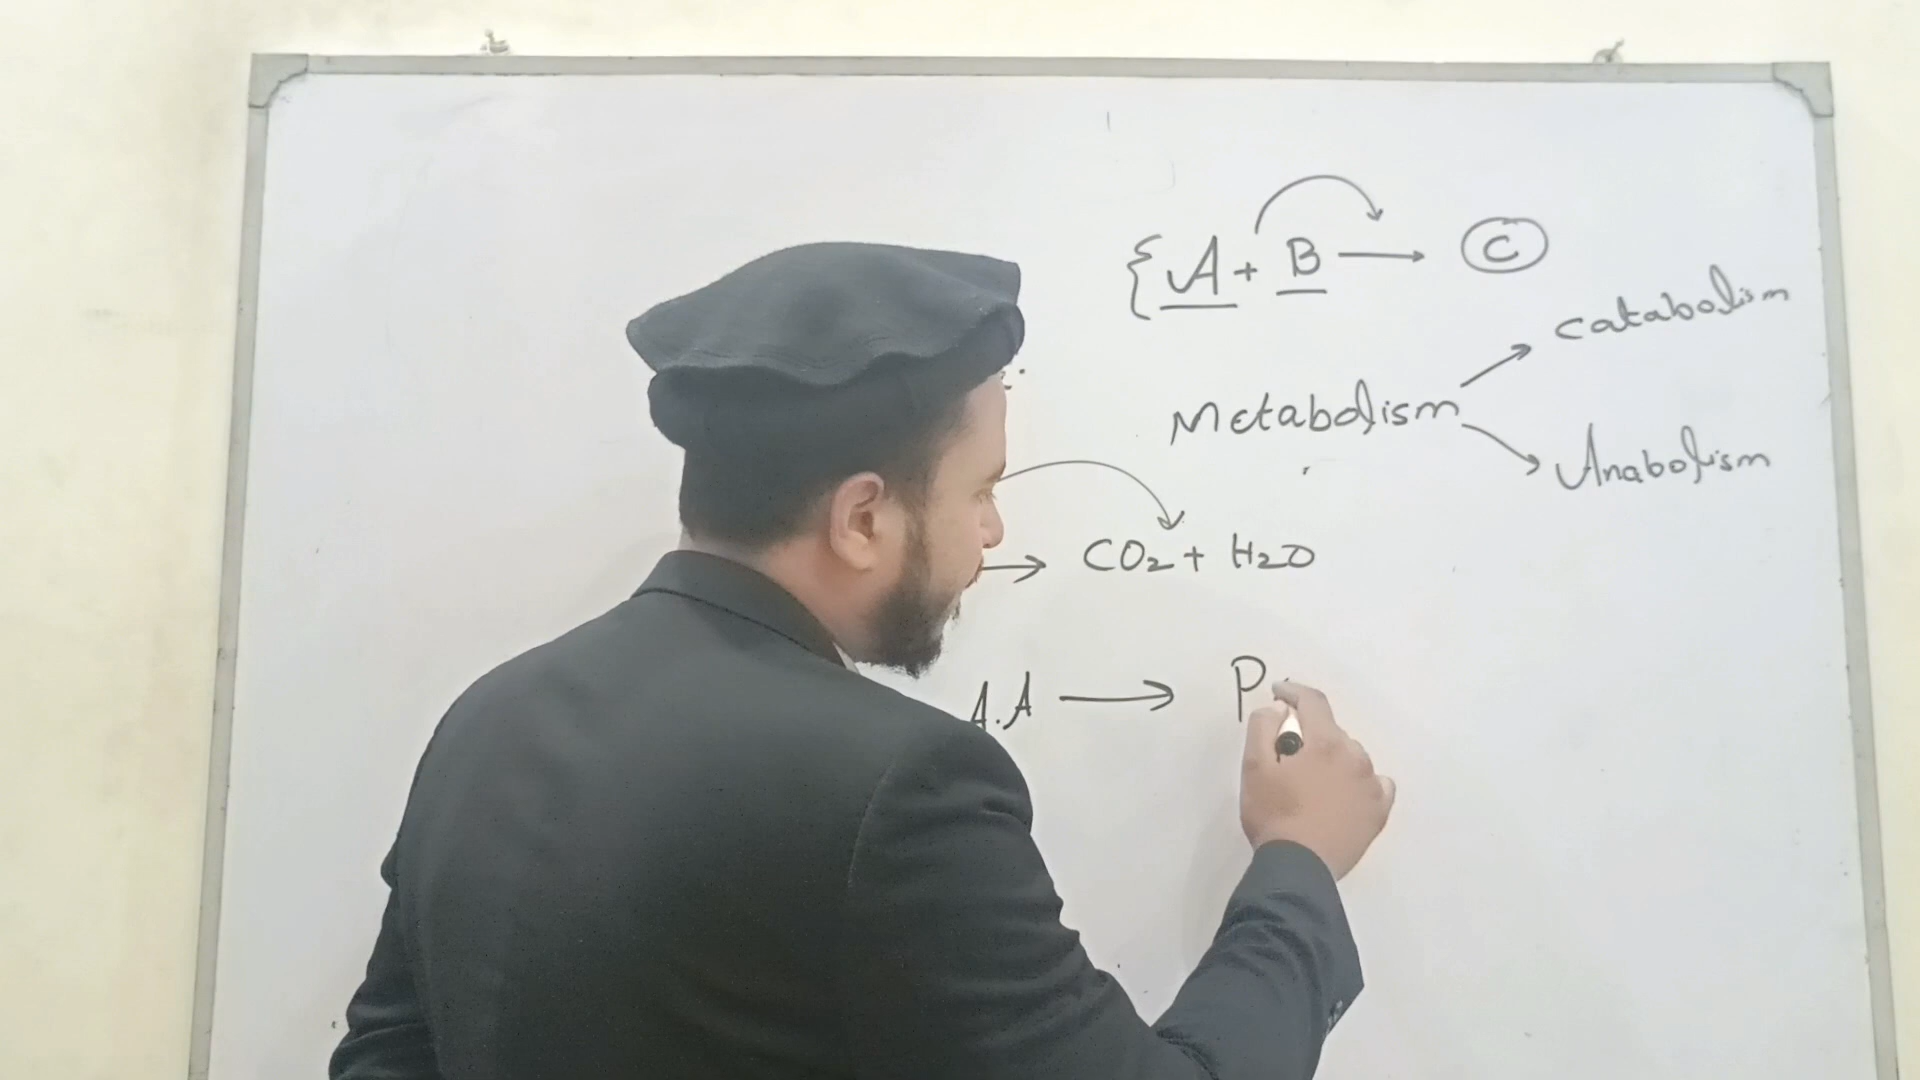 {A + B → C
Catabolism
Metabolism
Anabolism
→ CO2 + H2O
A.A → P